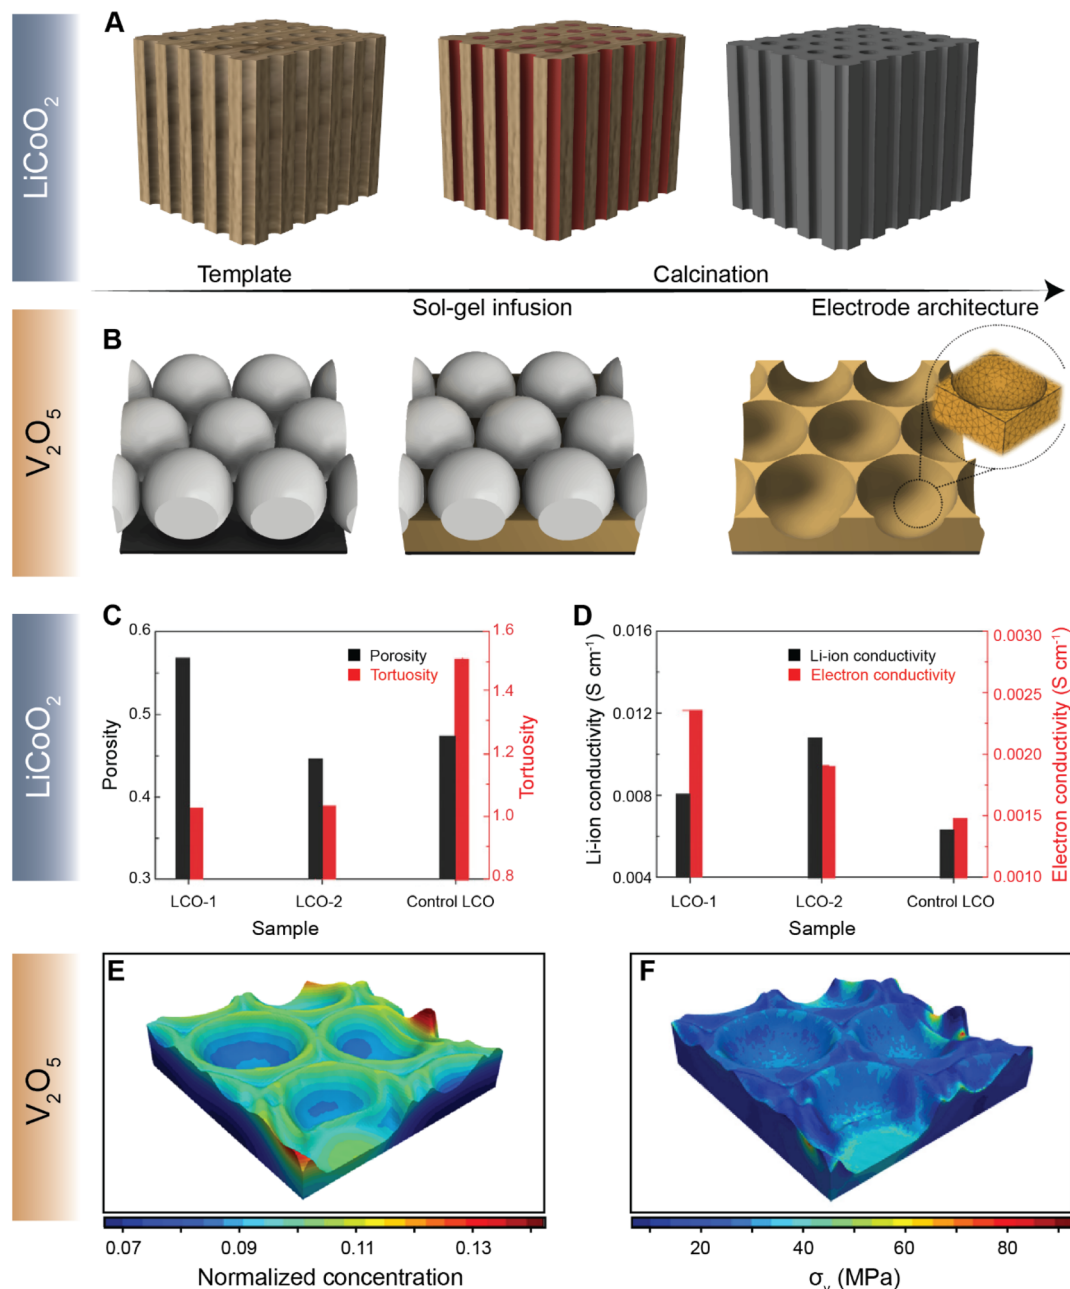 LiCoO2
A
Template
Calcination
Sol-gel infusion
Electrode architecture
V2O5
B
LiCoO2
C
0.6
0.5
0.4
0.3
Porosity
1.6
1.4
1.2
1.0
0.8
Tortuosity
Porosity
Tortuosity
LCO-1
LCO-2
Control LCO
Sample
D
0.016
0.012
0.008
0.004
Li-ion conductivity (S cm-1)
0.0030
0.0025
0.0020
0.0015
0.0010
Electron conductivity (S cm-1)
Li-ion conductivity
Electron conductivity
LCO-1
LCO-2
Control LCO
Sample
V2O5
E
0.07 0.09 0.11 0.13
Normalized concentration
F
20 40 60 80
σv (MPa)